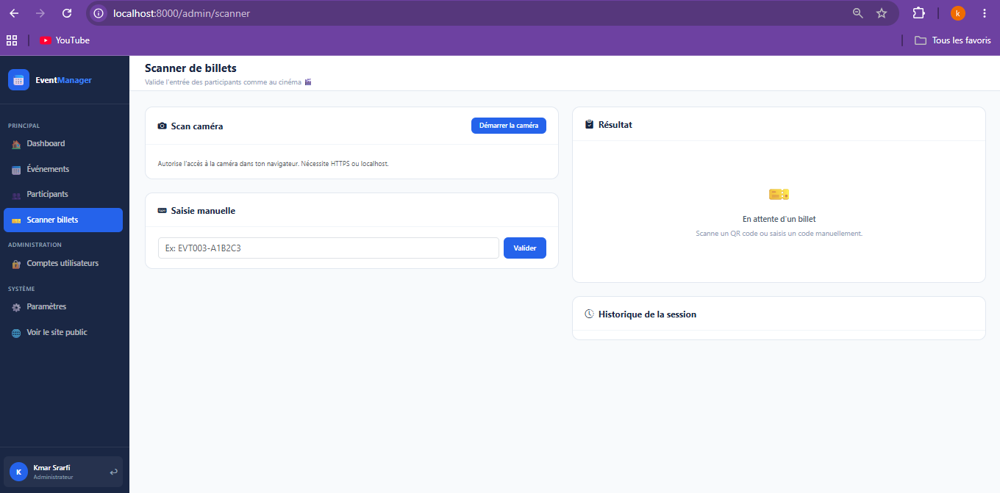 localhost:8000/admin/scanner
k
YouTube
Tous les favoris
EventManager
PRINCIPAL
Dashboard
Événements
Participants
Scanner billets
ADMINISTRATION
Comptes utilisateurs
SYSTÈME
Paramètres
Voir le site public
K
Kmar Srarfi
Administrateur
Scanner de billets
Valide l'entrée des participants comme au cinéma
Scan caméra
Démarrer la caméra
Autorise l'accès à la caméra dans ton navigateur. Nécessite HTTPS ou localhost.
Saisie manuelle
Ex: EVT003-A1B2C3
Valider
Résultat
En attente d'un billet
Scanne un QR code ou saisis un code manuellement.
Historique de la session